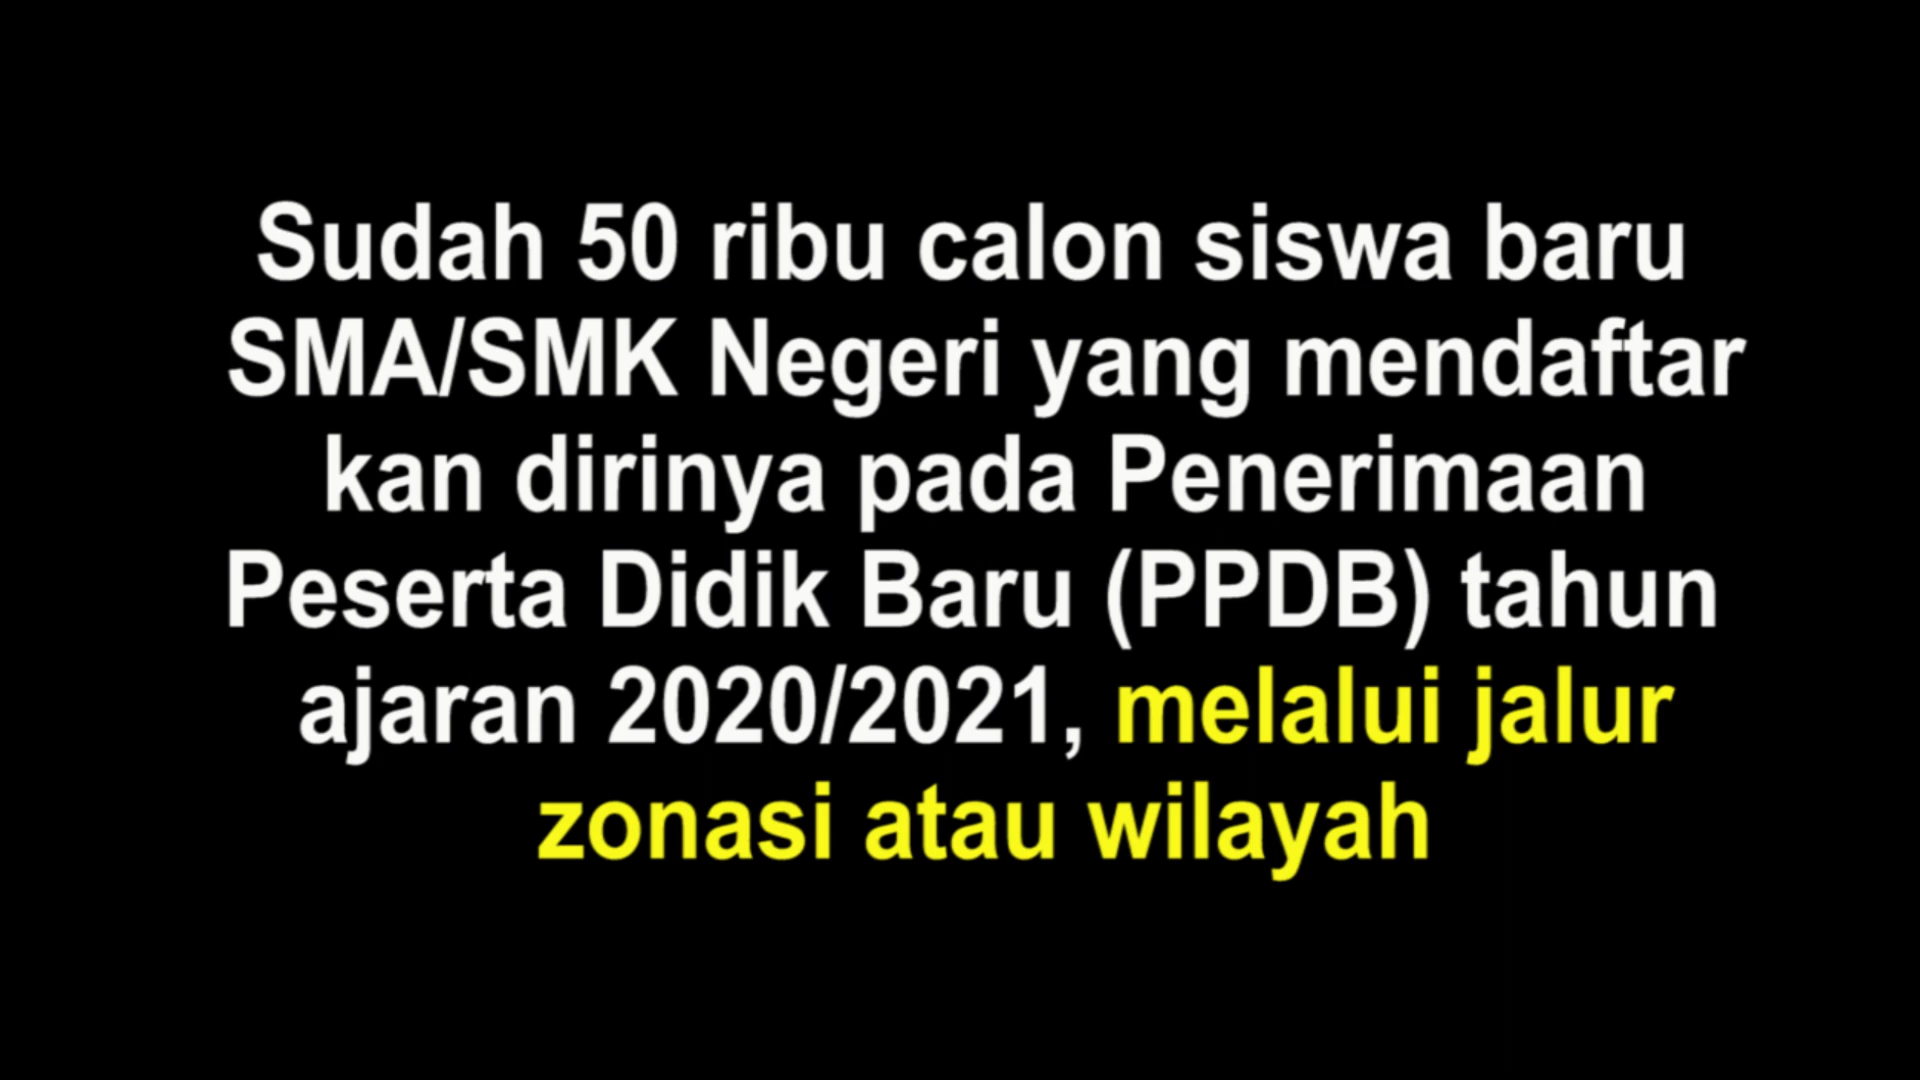 Sudah 50 ribu calon siswa baru
SMA/SMK Negeri yang mendaftar
kan dirinya pada Penerimaan
Peserta Didik Baru (PPDB) tahun
ajaran 2020/2021, melalui jalur
zonasi atau wilayah